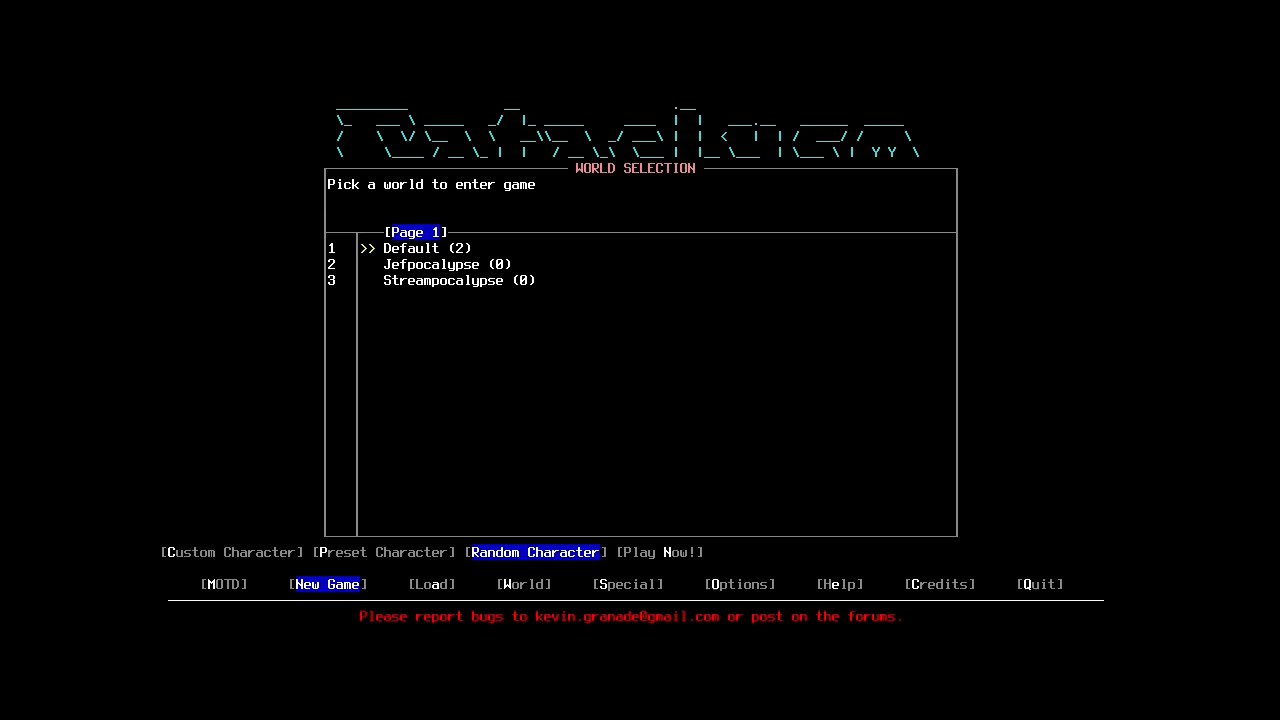 Cataclysm
WORLD SELECTION
Pick a world to enter game
[Page 1]
1 >> Default (2)
2 Jefpocalypse (0)
3 Streampocalypse (0)
[Custom Character] [Preset Character] [Random Character] [Play Now!]
[MOTD] [New Game] [Load] [World] [Special] [Options] [Help] [Credits] [Quit]
Please report bugs to kevin.granade@gmail.com or post on the forums.